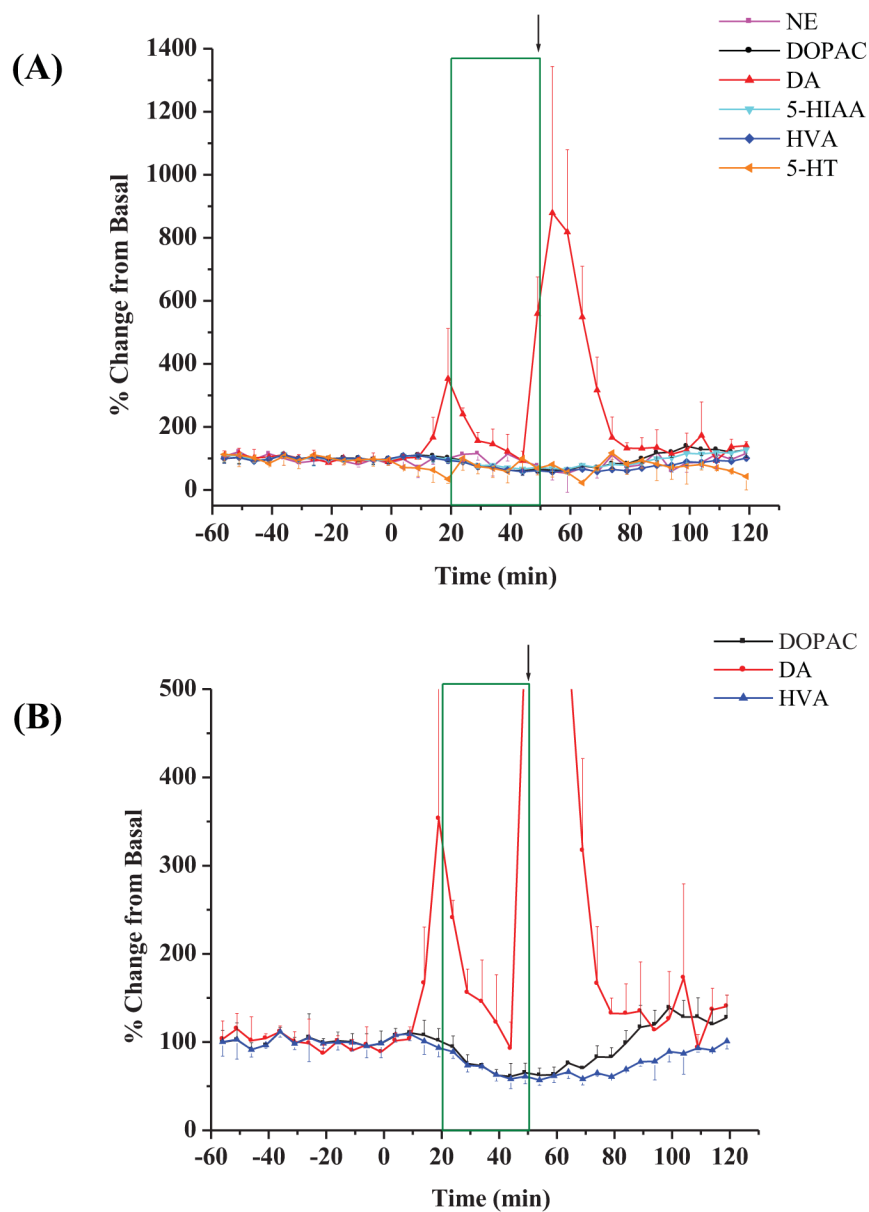 (A)
NE
DOPAC
DA
5-HIAA
HVA
5-HT
% Change from Basal
1400
1200
1000
800
600
400
200
0
-60 -40 -20 0 20 40 60 80 100 120
Time (min)
(B)
DOPAC
DA
HVA
% Change from Basal
500
400
300
200
100
0
-60 -40 -20 0 20 40 60 80 100 120
Time (min)